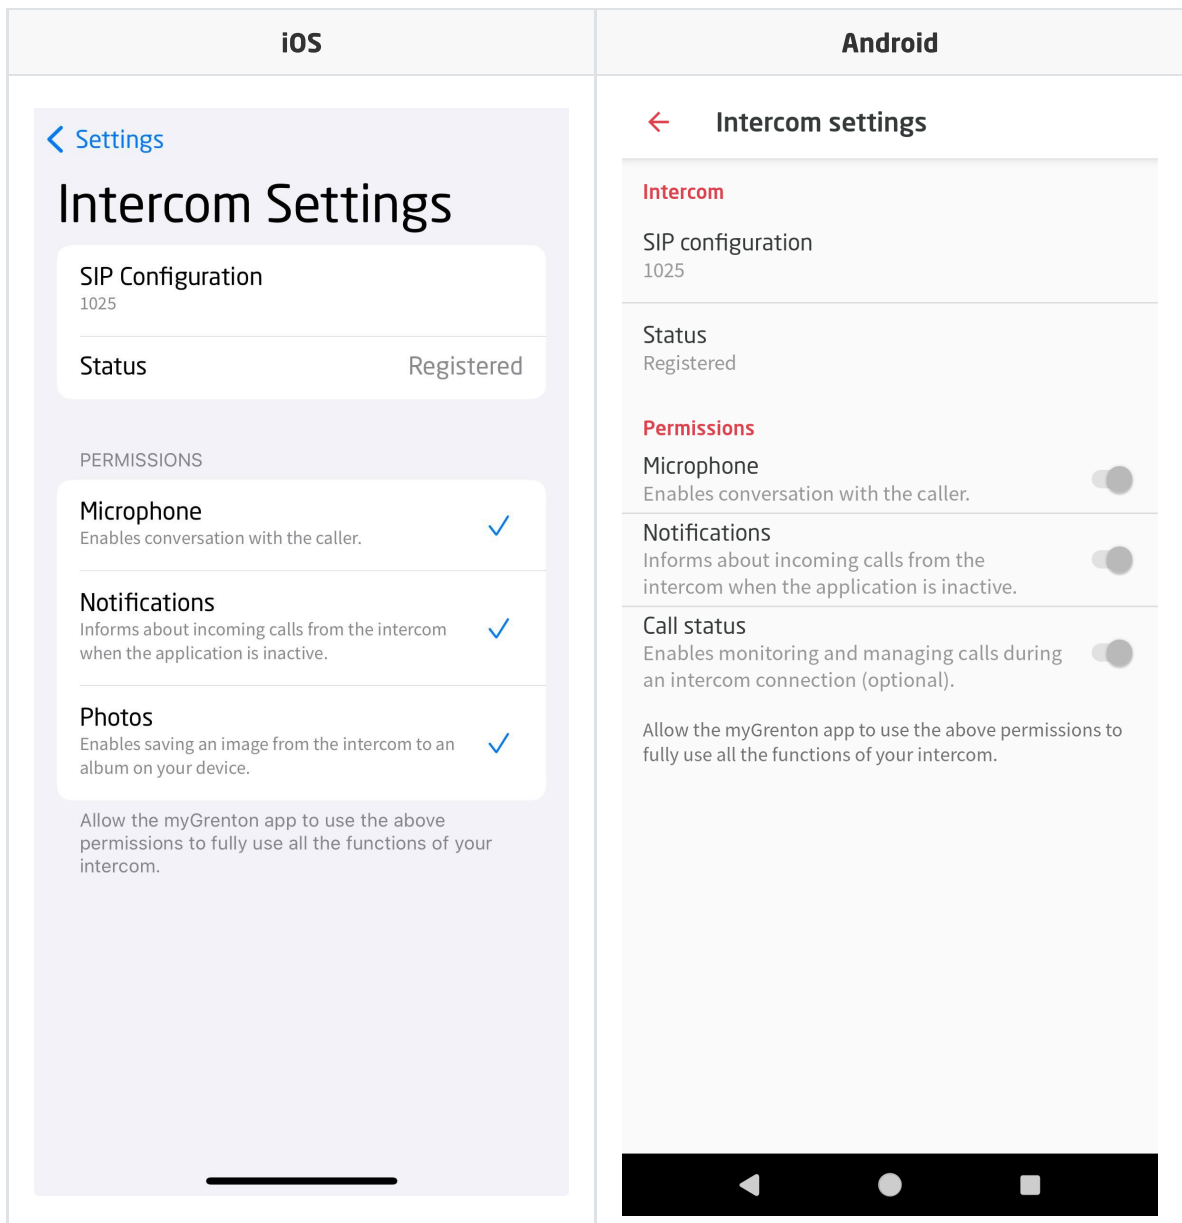 iOS
Android
Settings
Intercom Settings
SIP Configuration
1025
Status
Registered
PERMISSIONS
Microphone
Enables conversation with the caller.
Notifications
Informs about incoming calls from the intercom
when the application is inactive.
Photos
Enables saving an image from the intercom to an
album on your device.
Allow the myGrenton app to use the above
permissions to fully use all the functions of your
intercom.
Intercom settings
Intercom
SIP configuration
1025
Status
Registered
Permissions
Microphone
Enables conversation with the caller.
Notifications
Informs about incoming calls from the
intercom when the application is inactive.
Call status
Enables monitoring and managing calls during
an intercom connection (optional).
Allow the myGrenton app to use the above permissions to
fully use all the functions of your intercom.